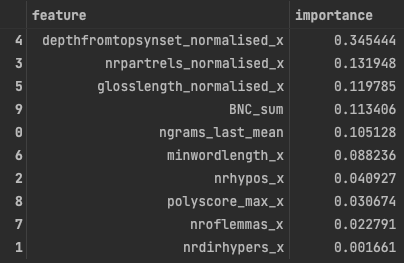 feature importance
4 depthfromtopsynset_normalised_x 0.345444
3 nrpartrels_normalised_x 0.131948
5 glosslength_normalised_x 0.119785
9 BNC_sum 0.113406
0 ngrams_last_mean 0.105128
6 minwordlength_x 0.088236
2 nrhypos_x 0.040927
8 polyscore_max_x 0.030674
7 nroflemmas_x 0.022791
1 nrdirhypers_x 0.001661